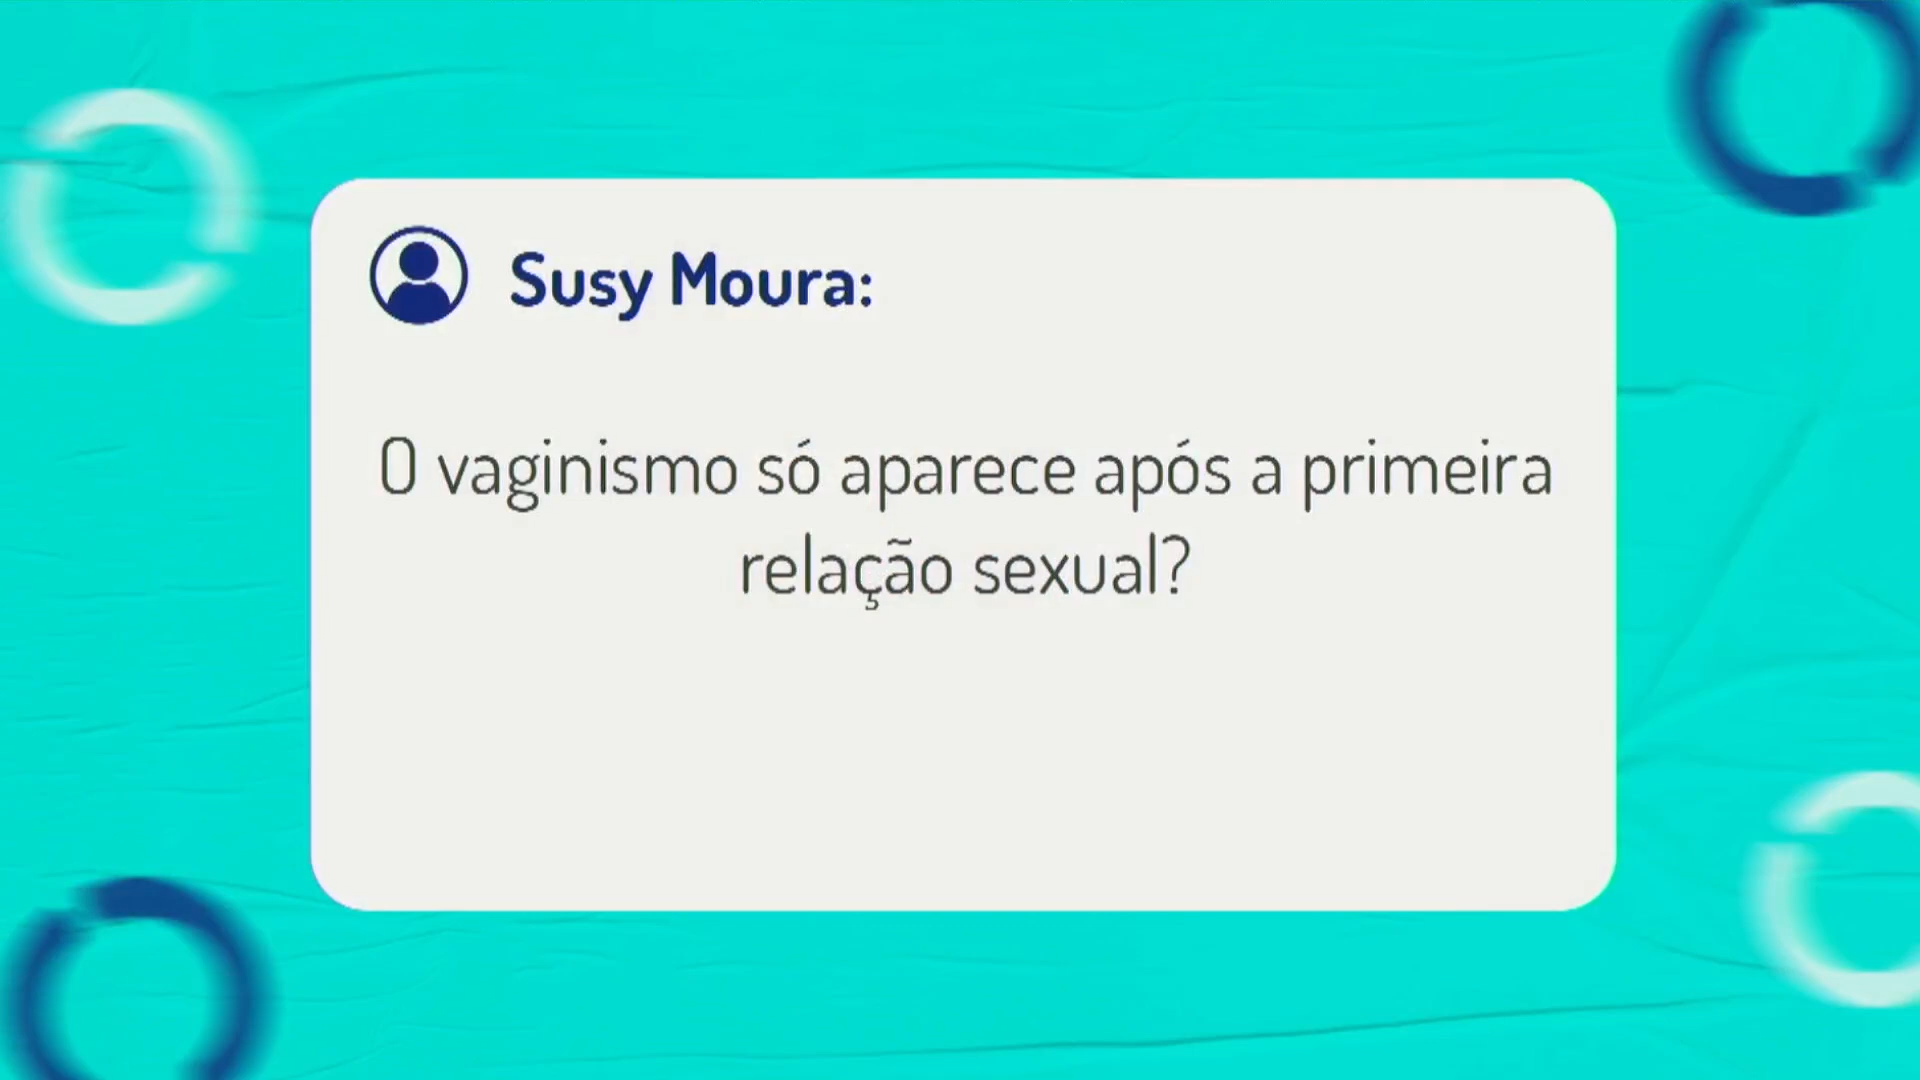 Susy Moura:
O vaginismo só aparece após a primeira
relação sexual?